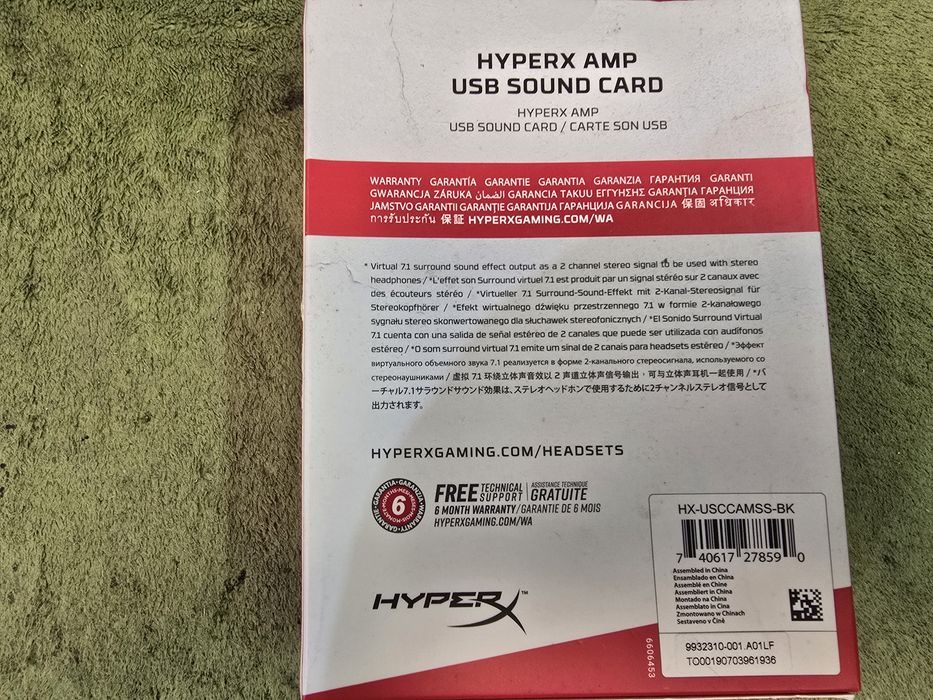 HYPERX AMP
USB SOUND CARD
HYPERX AMP
USB SOUND CARD / CARTE SON USB
WARRANTY GARANTÍA GARANTIE GARANTIA GARANZIA ГАРАНТИЯ GARANTI
GWARANCJA ZÁRUKA الضمان GARANCIA TAKUU ΕΓΓΥΗΣΗΣ GARANȚIA ГАРАНЦИЯ
JAMSTVO GARANTII GARANTIE GARANTIJA ГАРАНЦИЈА GARANCIJA 保固 अधिकार
การรับประกัน 保証 HYPERXGAMING.COM/WA
* Virtual 7.1 surround sound effect output as a 2 channel stereo signal to be used with stereo
headphones / *L'effet son Surround virtuel 7.1 est produit par un signal stéréo sur 2 canaux avec
des écouteurs stéréo / *Virtueller 7.1 Surround-Sound-Effekt mit 2-Kanal-Stereosignal für
Stereokopfhörer / *Efekt wirtualnego dźwięku przestrzennego 7.1 w formie 2-kanałowego
sygnału stereo skonwertowanego dla słuchawek stereofonicznych / *El Sonido Surround Virtual
7.1 cuenta con una salida de señal estéreo de 2 canales que puede ser utilizada con audífonos
estéreo / *O som surround virtual 7.1 emite um sinal de 2 canais para headsets estéreo / *Эффект
виртуального объемного звука 7.1 реализуется в форме 2-канального стереосигнала, используемого со
стереонаушниками / 虚拟 7.1 环绕立体声音效以 2 声道立体声信号输出，可与立体声耳机一起使用 / *バ
ーチャル7.1サラウンドサウンド効果は、ステレオヘッドホンで使用するために2チャンネルステレオ信号として
出力されます。
HYPERXGAMING.COM/HEADSETS
6
FREE TECHNICAL SUPPORT | ASSISTANCE TECHNIQUE GRATUITE
6 MONTH WARRANTY/GARANTIE DE 6 MOIS
HYPERXGAMING.COM/WA
HYPERX™
HX-USCCAMSS-BK
7 40617 27859 0
Assembled in China
Ensamblado en China
Assemblé en Chine
Assembliert in China
Montado na China
Assemblato in Cina
Zmontowano w Chinach
Sestaveno v Číně
6606453
9932310-001.A01LF
TO00190703961936